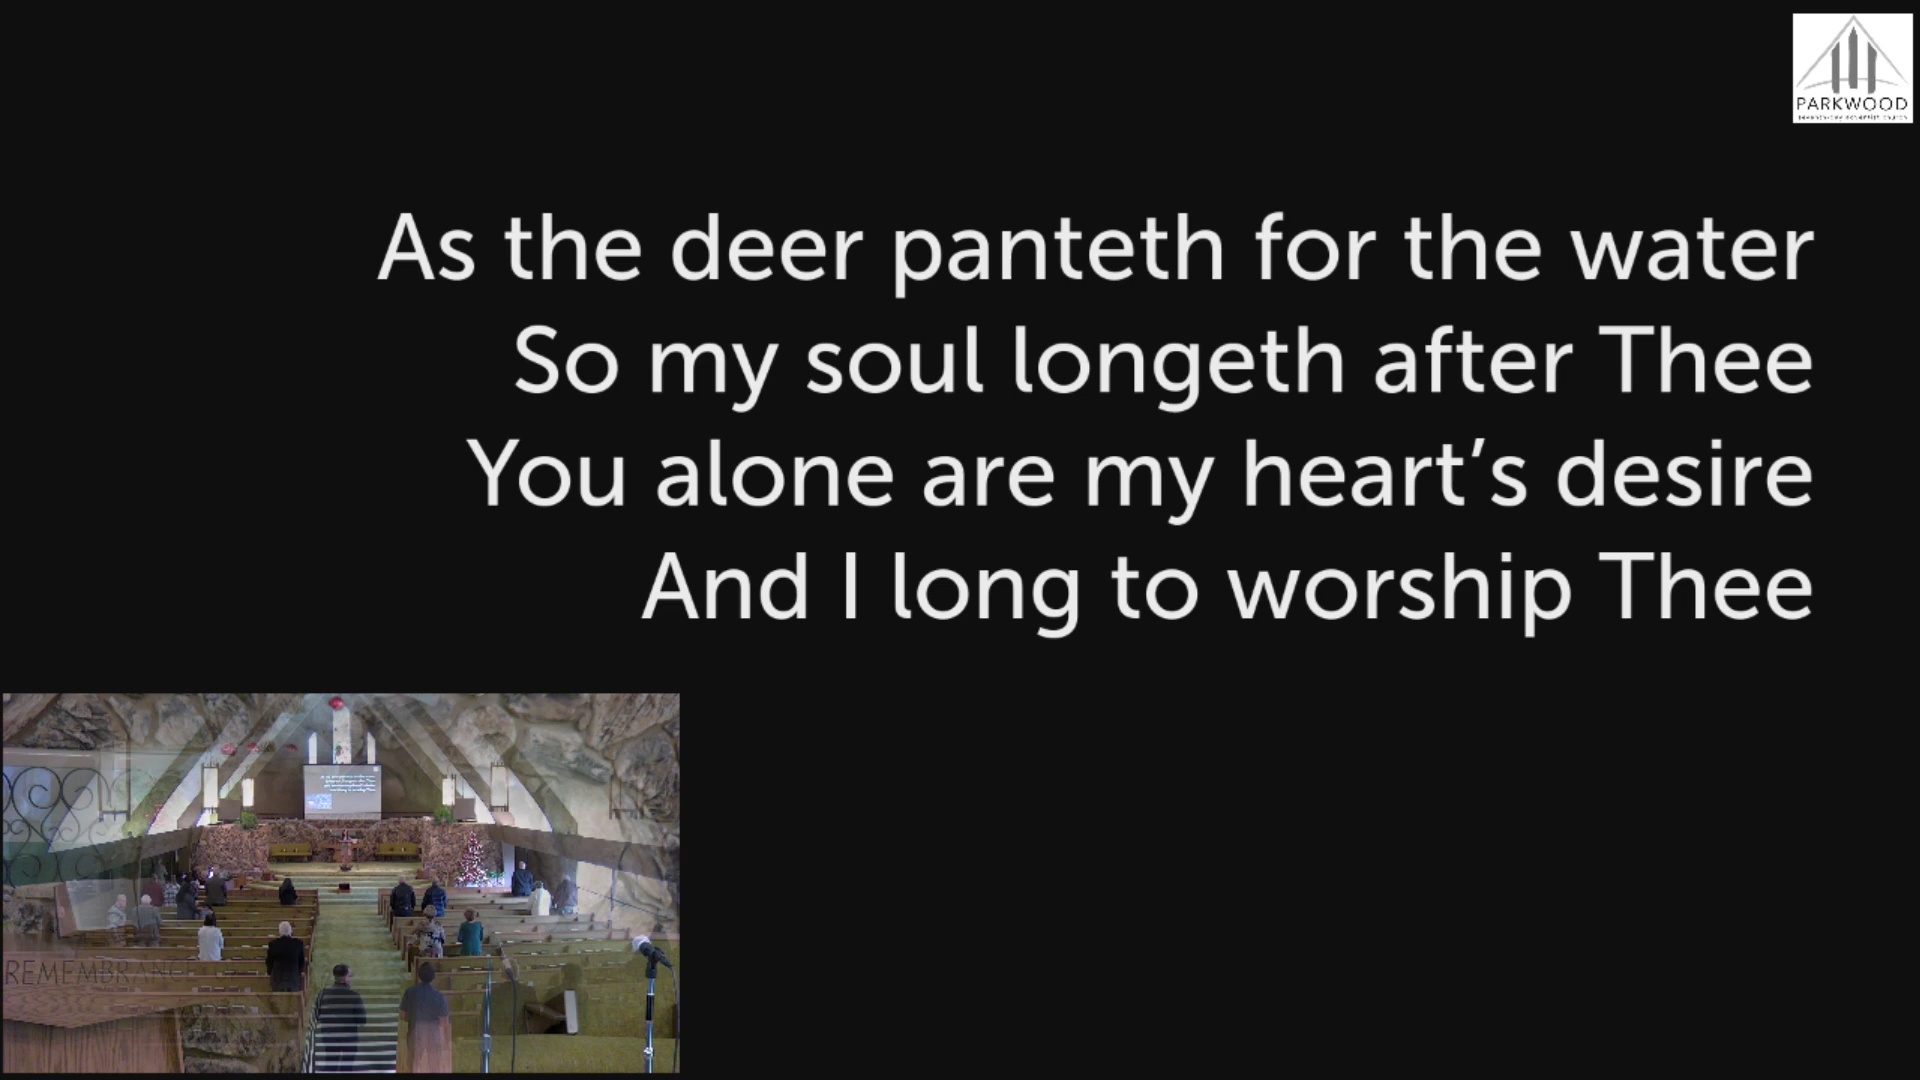 PARKWOOD
As the deer panteth for the water
So my soul longeth after Thee
You alone are my heart’s desire
And I long to worship Thee